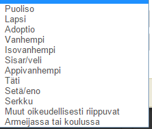 Puoliso
Lapsi
Adoptio
Vanhempi
Isovanhempi
Sisar/veli
Appivanhempi
Täti
Setä/eno
Serkku
Muut oikeudellisesti riippuvat
Armeijassa tai koulussa